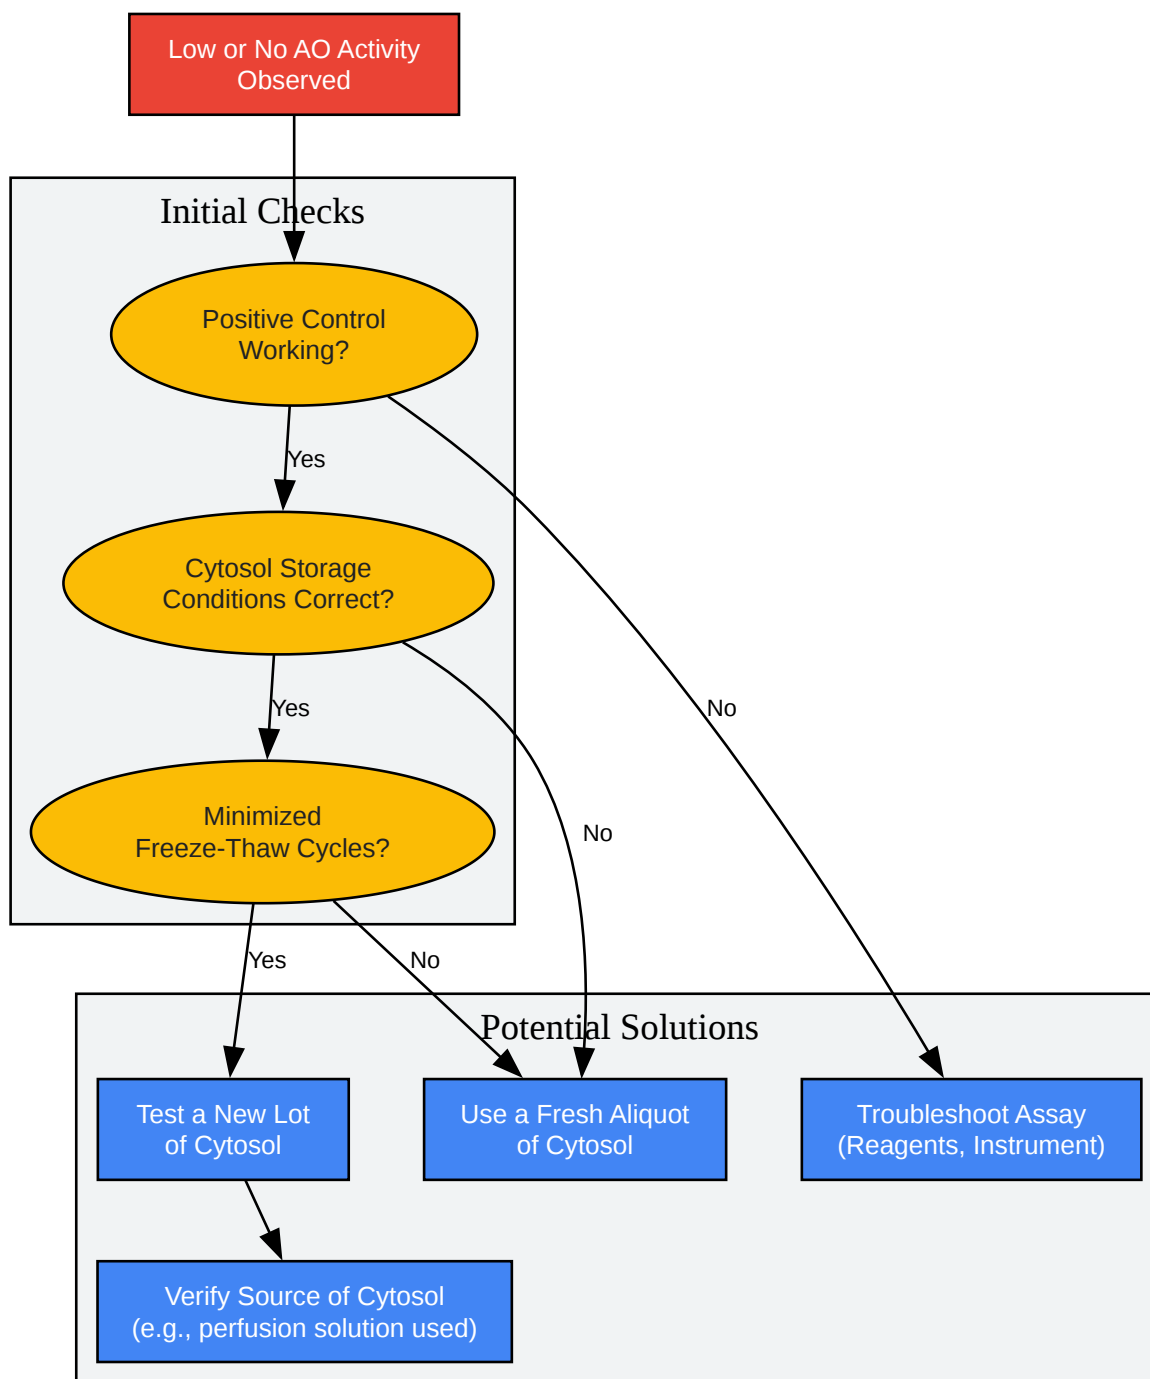 Low or No AO Activity
Observed
Initial Checks
Positive Control
Working?
Yes
Cytosol Storage
Conditions Correct?
Yes
No
Minimized
Freeze-Thaw Cycles?
No
Yes
No
Potential Solutions
Test a New Lot
of Cytosol
Use a Fresh Aliquot
of Cytosol
Troubleshoot Assay
(Reagents, Instrument)
Verify Source of Cytosol
(e.g., perfusion solution used)